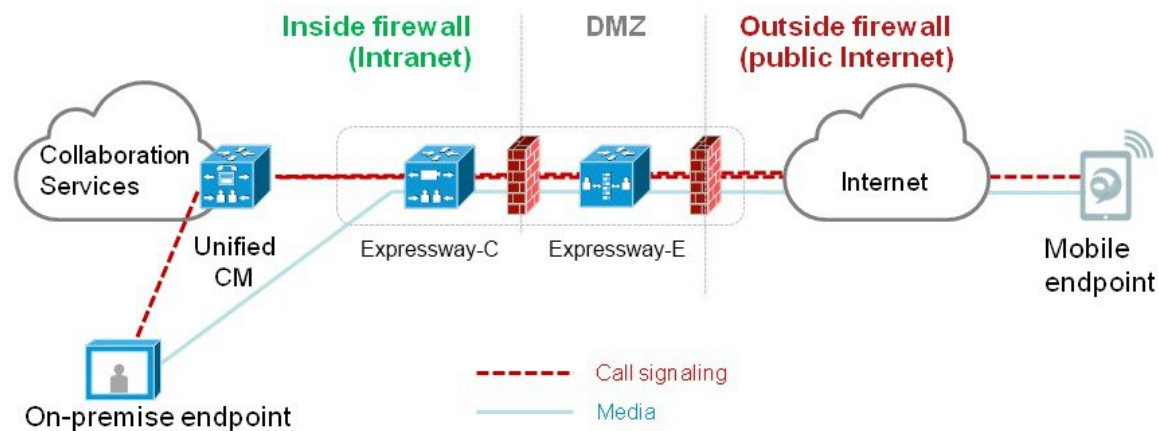 Inside firewall
(Intranet)
DMZ
Outside firewall
(public Internet)
Collaboration
Services
Unified
CM
Expressway-C
Expressway-E
Internet
Mobile
endpoint
On-premise endpoint
Call signaling
Media